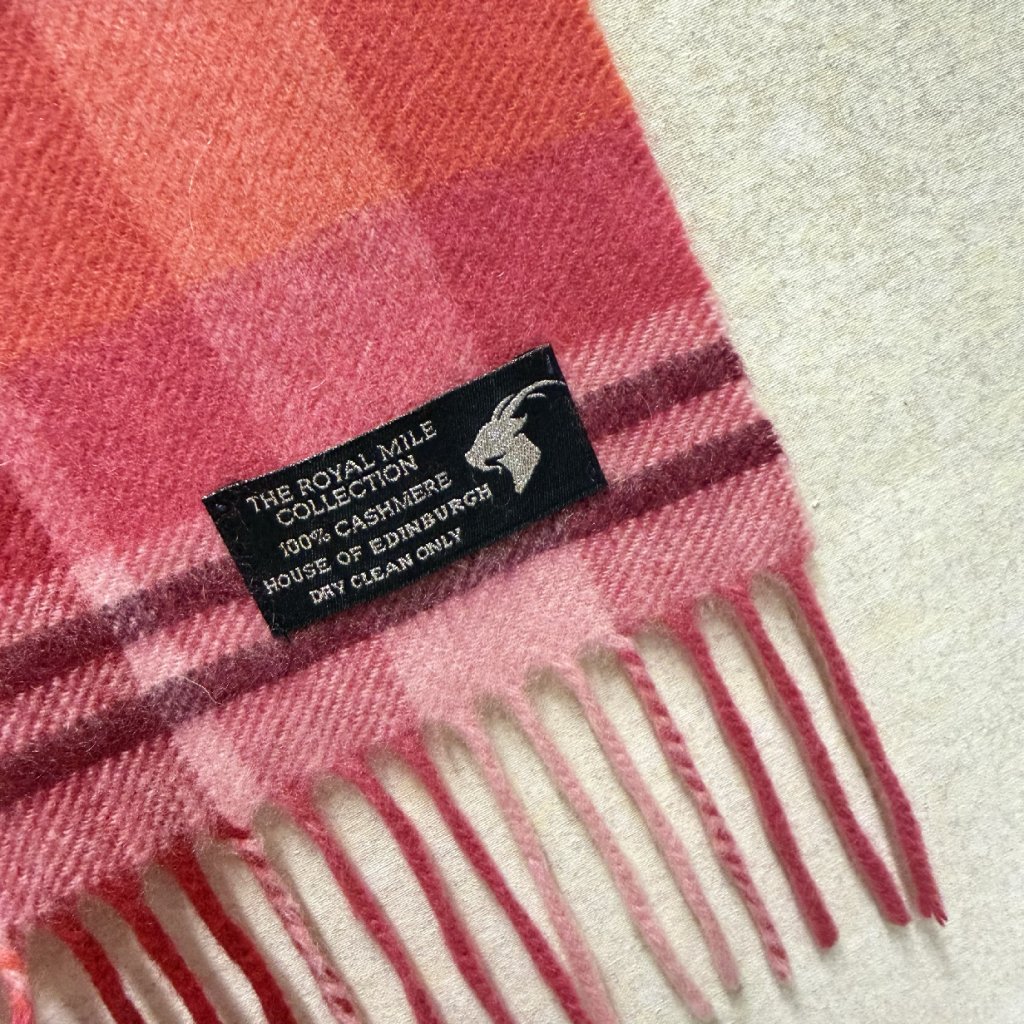 THE ROYAL MILE
COLLECTION
100% CASHMERE
HOUSE OF EDINBURGH
DRY CLEAN ONLY